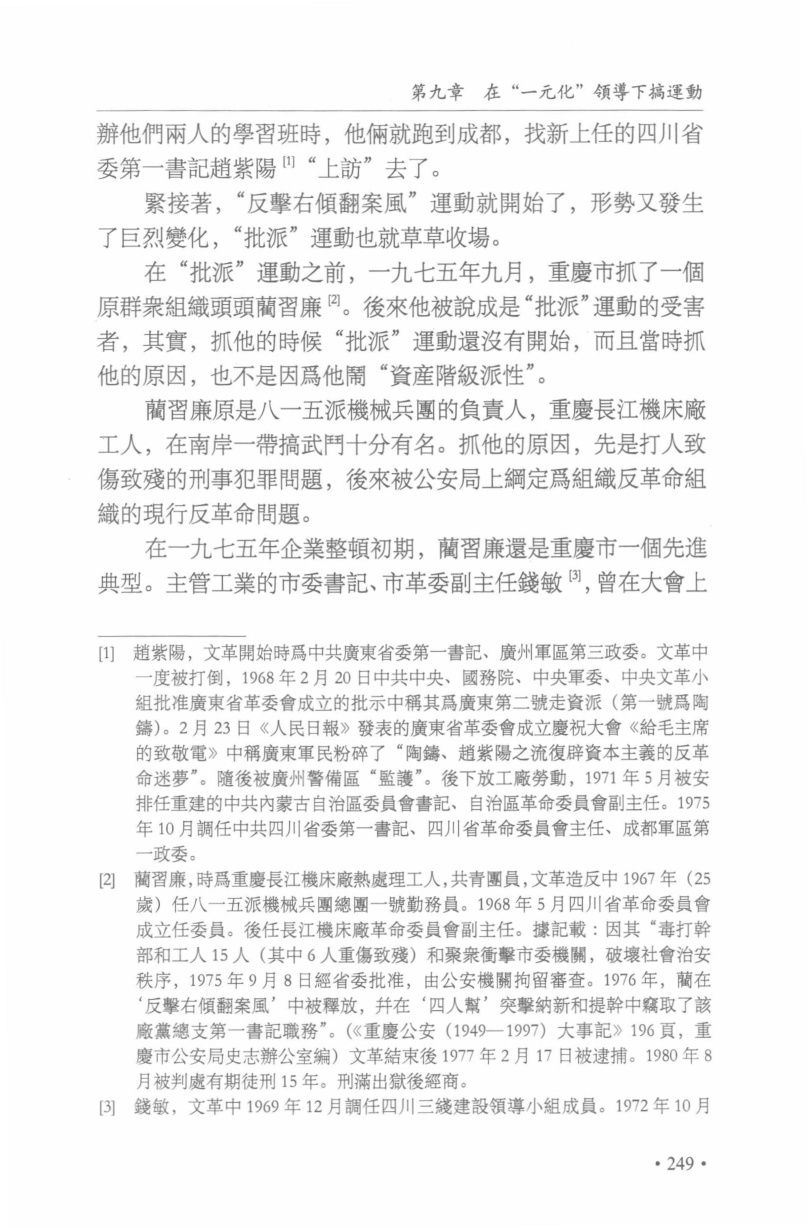 第九章　在“一元化”領導下搞運動
辦他們兩人的學習班時，他倆就跑到成都，找新上任的四川省
委第一書記趙紫陽[1]“上訪”去了。
緊接著，“反擊右傾翻案風”運動就開始了，形勢又發生
了巨烈變化，“批派”運動也就草草收場。
在“批派”運動之前，一九七五年九月，重慶市抓了一個
原群衆組織頭頭藺習廉[2]。後來他被說成是“批派”運動的受害
者，其實，抓他的時候“批派”運動還沒有開始，而且當時抓
他的原因，也不是因爲他鬧“資産階級派性”。
藺習廉原是八一五派機械兵團的負責人，重慶長江機床廠
工人，在南岸一帶搞武鬥十分有名。抓他的原因，先是打人致
傷致殘的刑事犯罪問題，後來被公安局上綱定爲組織反革命組
織的現行反革命問題。
在一九七五年企業整頓初期，藺習廉還是重慶市一個先進
典型。主管工業的市委書記、市革委副主任錢敏[3]，曾在大會上
[1] 趙紫陽，文革開始時爲中共廣東省委第一書記、廣州軍區第三政委。文革中
一度被打倒，1968 年 2 月 20 日中共中央、國務院、中央軍委、中央文革小
組批准廣東省革委會成立的批示中稱其爲廣東第二號走資派（第一號爲陶
鑄）。2 月 23 日《人民日報》發表的廣東省革委會成立慶祝大會《給毛主席
的致敬電》中稱廣東軍民粉碎了“陶鑄、趙紫陽之流復辟資本主義的反革
命迷夢”。隨後被廣州警備區“監護”。後下放工廠勞動，1971 年 5 月被安
排任重建的中共內蒙古自治區委員會書記、自治區革命委員會副主任。1975
年 10 月調任中共四川省委第一書記、四川省革命委員會主任、成都軍區第
一政委。
[2] 藺習廉，時爲重慶長江機床廠熱處理工人，共青團員，文革造反中 1967 年（25
歲）任八一五派機械兵團總團一號勤務員。1968 年 5 月四川省革命委員會
成立任委員。後任長江機床廠革命委員會副主任。據記載：因其“毒打幹
部和工人 15 人（其中 6 人重傷致殘）和聚衆衝擊市委機關，破壞社會治安
秩序，1975 年 9 月 8 日經省委批准，由公安機關拘留審查。1976 年，藺在
‘反擊右傾翻案風’中被釋放，幷在‘四人幫’突擊納新和提幹中竊取了該
廠黨總支第一書記職務”。（《重慶公安（1949—1997）大事記》196 頁，重
慶市公安局史志辦公室編）文革結束後 1977 年 2 月 17 日被逮捕。1980 年 8
月被判處有期徒刑 15 年。刑滿出獄後經商。
[3] 錢敏，文革中 1969 年 12 月調任四川三綫建設領導小組成員。1972 年 10 月
• 249 •